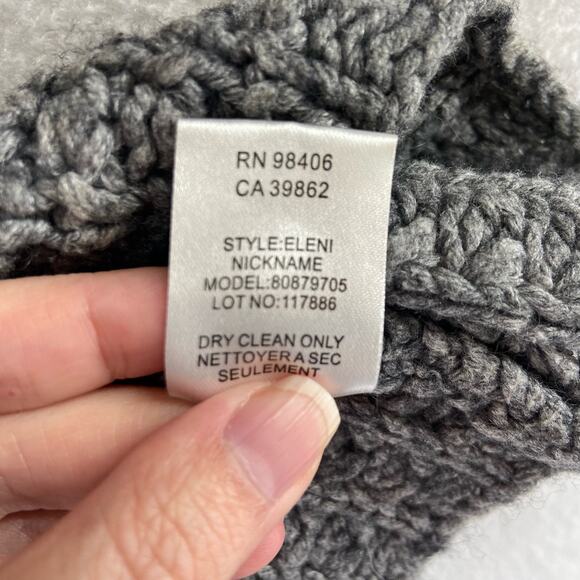 RN 98406
CA 39862
STYLE:ELENI
NICKNAME
MODEL:80879705
LOT NO:117886
DRY CLEAN ONLY
NETTOYER A SEC
SEULEMENT